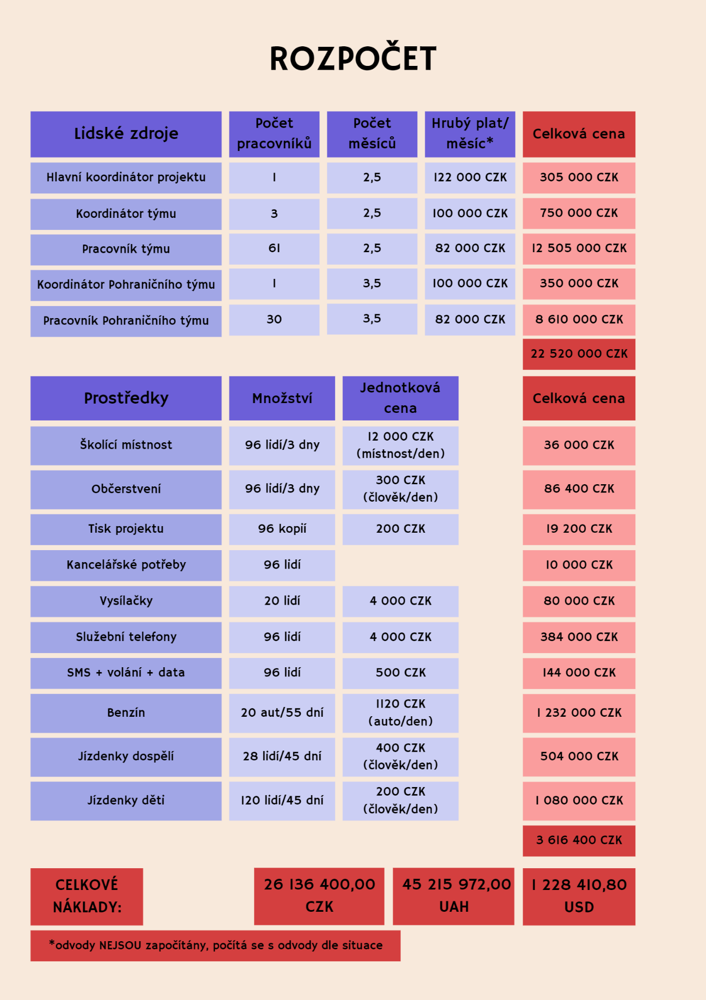 ROZPOČET
Lidské zdroje
Počet
pracovníků
Počet
měsíců
Hrubý plat/
měsíc*
Celková cena
Hlavní koordinátor projektu
1
2,5
122 000 CZK
305 000 CZK
Koordinátor týmu
3
2,5
100 000 CZK
750 000 CZK
Pracovník týmu
61
2,5
82 000 CZK
12 505 000 CZK
Koordinátor Pohraničního týmu
1
3,5
100 000 CZK
350 000 CZK
Pracovník Pohraničního týmu
30
3,5
82 000 CZK
8 610 000 CZK
22 520 000 CZK
Prostředky
Množství
Jednotková
cena
Celková cena
Školící místnost
96 lidí/3 dny
12 000 CZK
(místnost/den)
36 000 CZK
Občerstvení
96 lidí/3 dny
300 CZK
(člověk/den)
86 400 CZK
Tisk projektu
96 kopií
200 CZK
19 200 CZK
Kancelářské potřeby
96 lidí
10 000 CZK
Vysílačky
20 lidí
4 000 CZK
80 000 CZK
Služební telefony
96 lidí
4 000 CZK
384 000 CZK
SMS + volání + data
96 lidí
500 CZK
144 000 CZK
Benzín
20 aut/55 dní
1120 CZK
(auto/den)
1 232 000 CZK
Jízdenky dospělí
28 lidí/45 dní
400 CZK
(člověk/den)
504 000 CZK
Jízdenky děti
120 lidí/45 dní
200 CZK
(člověk/den)
1 080 000 CZK
3 616 400 CZK
CELKOVÉ
NÁKLADY:
26 136 400,00
CZK
45 215 972,00
UAH
1 228 410,80
USD
*odvody NEJSOU započítány, počítá se s odvody dle situace